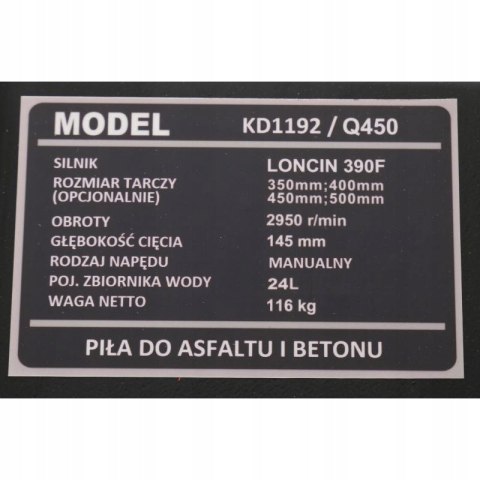 MODEL KD1192 / Q450
SILNIK LONCIN 390F
ROZMIAR TARCZY 350mm;400mm
(OPCJONALNIE) 450mm;500mm
OBROTY 2950 r/min
GŁĘBOKOŚĆ CIĘCIA 145 mm
RODZAJ NAPĘDU MANUALNY
POJ. ZBIORNIKA WODY 24L
WAGA NETTO 116 kg
PIŁA DO ASFALTU I BETONU